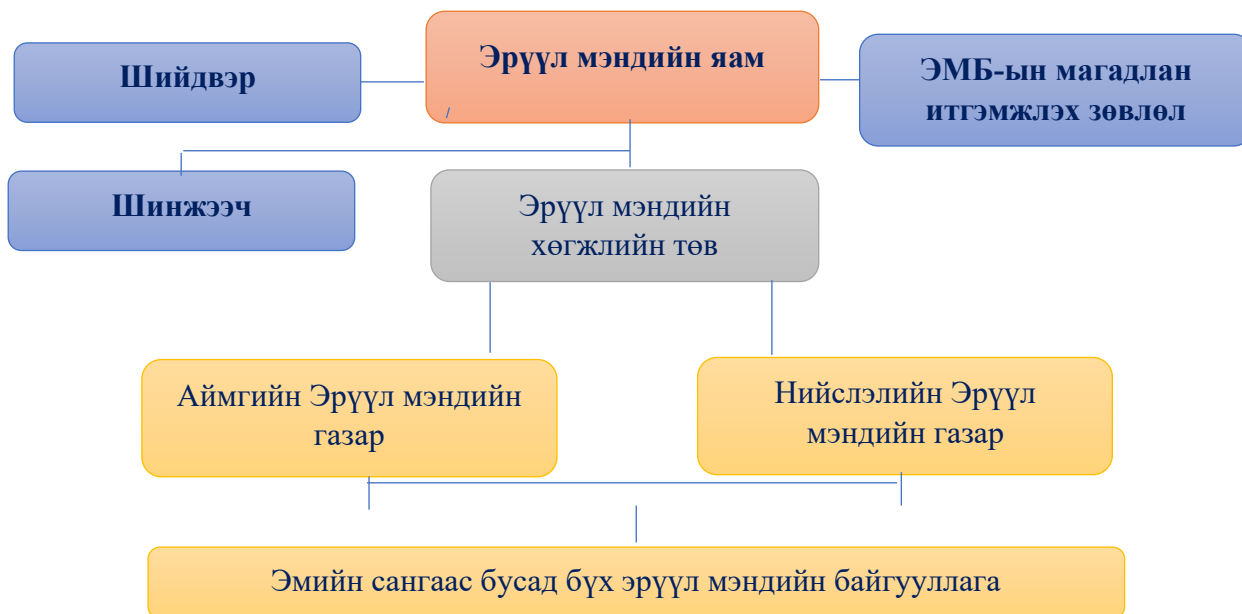 Шийдвэр
Эрүүл мэндийн яам
/
ЭМБ-ын магадлан
итгэмжлэх зөвлөл
Шинжээч
Эрүүл мэндийн
хөгжлийн төв
Аймгийн Эрүүл мэндийн
газар
Нийслэлийн Эрүүл
мэндийн газар
Эмийн сангаас бусад бүх эрүүл мэндийн байгууллага